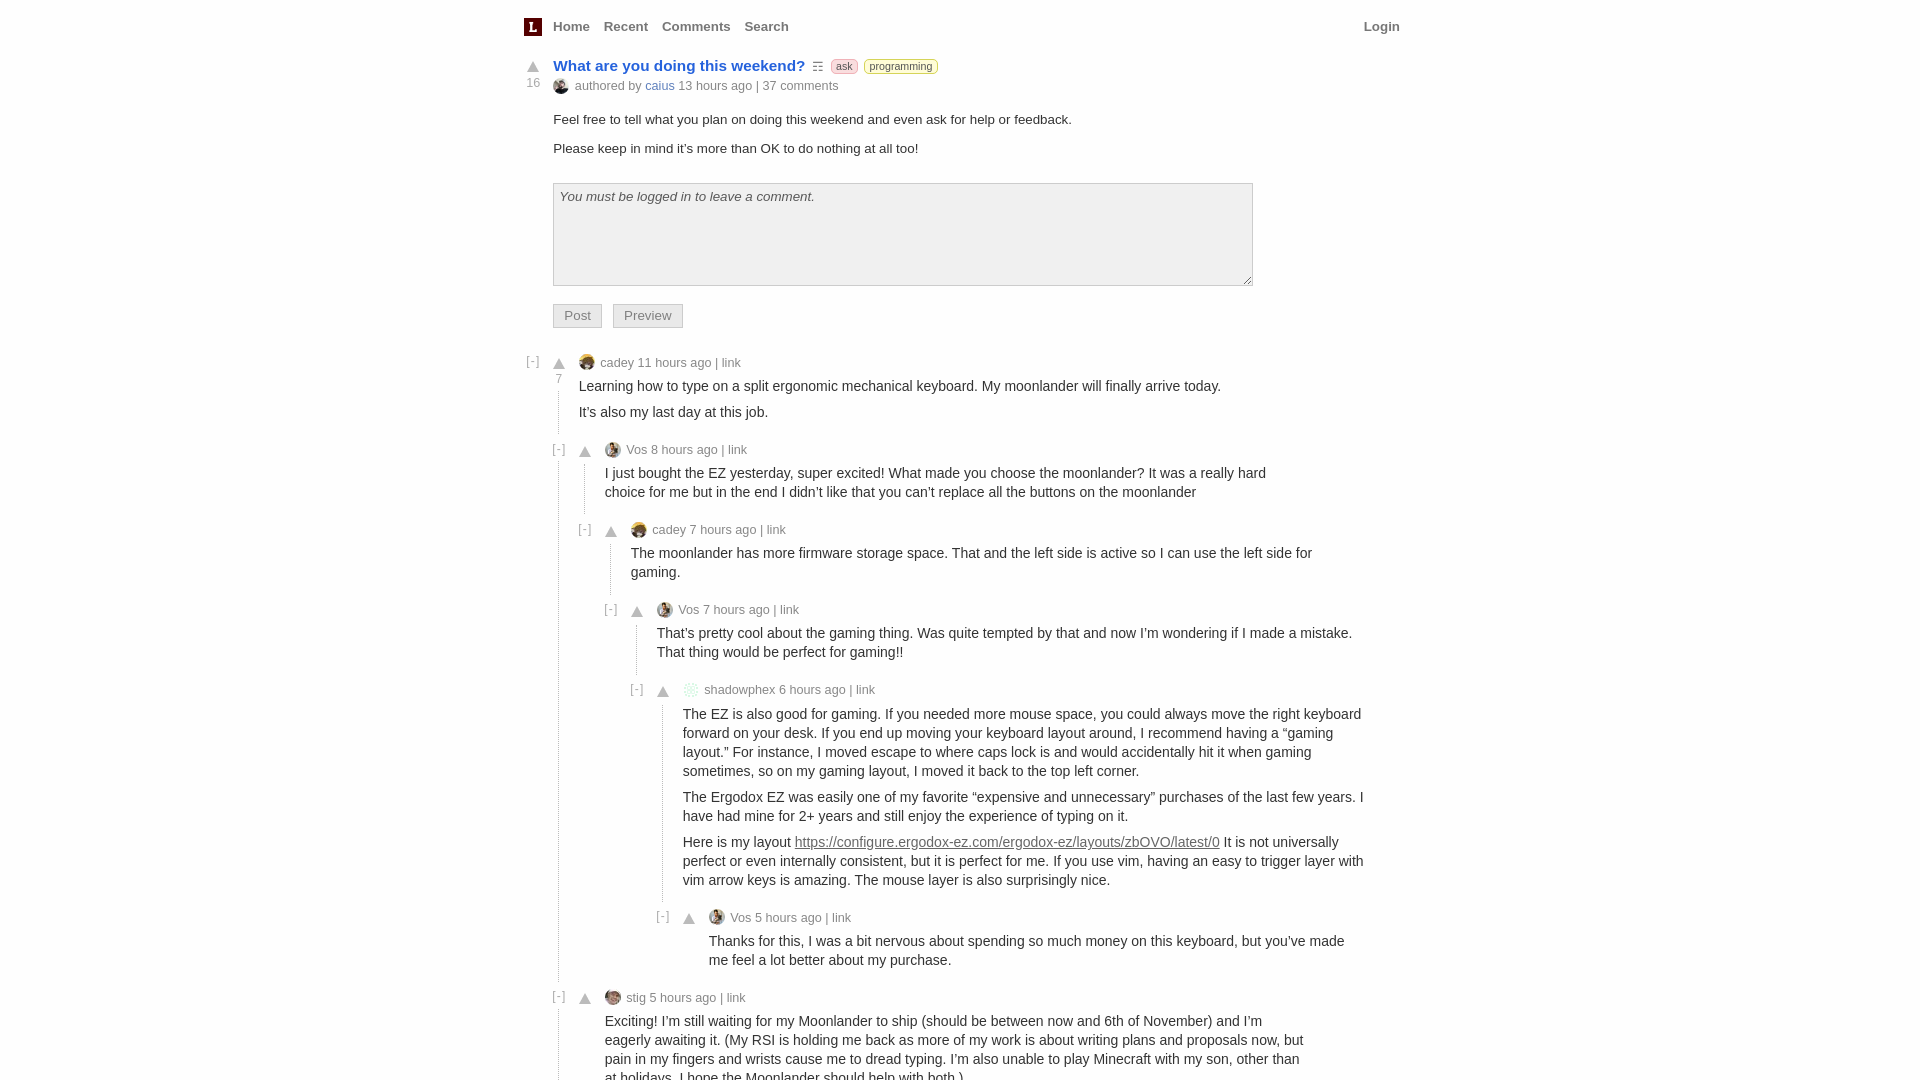 L Home Recent Comments Search Login
What are you doing this weekend? ☶ ask programming
16 authored by caius 13 hours ago | 37 comments
Feel free to tell what you plan on doing this weekend and even ask for help or feedback.
Please keep in mind it’s more than OK to do nothing at all too!
You must be logged in to leave a comment.
Post Preview
[-] cadey 11 hours ago | link
7
Learning how to type on a split ergonomic mechanical keyboard. My moonlander will finally arrive today.
It’s also my last day at this job.
[-] Vos 8 hours ago | link
I just bought the EZ yesterday, super excited! What made you choose the moonlander? It was a really hard
choice for me but in the end I didn’t like that you can’t replace all the buttons on the moonlander
[-] cadey 7 hours ago | link
The moonlander has more firmware storage space. That and the left side is active so I can use the left side for
gaming.
[-] Vos 7 hours ago | link
That’s pretty cool about the gaming thing. Was quite tempted by that and now I’m wondering if I made a mistake.
That thing would be perfect for gaming!!
[-] shadowphex 6 hours ago | link
The EZ is also good for gaming. If you needed more mouse space, you could always move the right keyboard
forward on your desk. If you end up moving your keyboard layout around, I recommend having a “gaming
layout.” For instance, I moved escape to where caps lock is and would accidentally hit it when gaming
sometimes, so on my gaming layout, I moved it back to the top left corner.
The Ergodox EZ was easily one of my favorite “expensive and unnecessary” purchases of the last few years. I
have had mine for 2+ years and still enjoy the experience of typing on it.
Here is my layout https://configure.ergodox-ez.com/ergodox-ez/layouts/zbOVO/latest/0 It is not universally
perfect or even internally consistent, but it is perfect for me. If you use vim, having an easy to trigger layer with
vim arrow keys is amazing. The mouse layer is also surprisingly nice.
[-] Vos 5 hours ago | link
Thanks for this, I was a bit nervous about spending so much money on this keyboard, but you’ve made
me feel a lot better about my purchase.
[-] stig 5 hours ago | link
Exciting! I’m still waiting for my Moonlander to ship (should be between now and 6th of November) and I’m
eagerly awaiting it. (My RSI is holding me back as more of my work is about writing plans and proposals now, but
pain in my fingers and wrists cause me to dread typing. I’m also unable to play Minecraft with my son, other than
at holidays. I hope the Moonlander should help with both.)